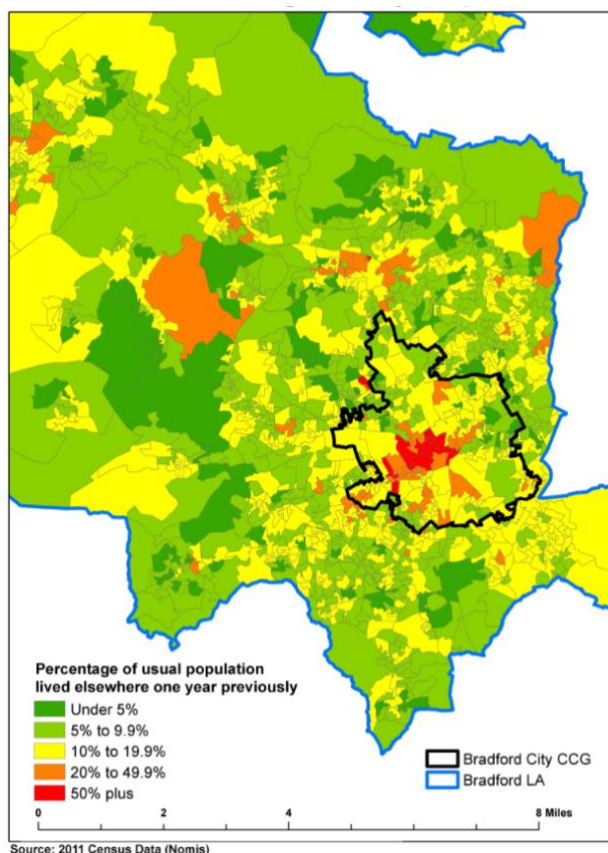 Percentage of usual population
lived elsewhere one year previously
Under 5%
5% to 9.9%
10% to 19.9%
20% to 49.9%
50% plus
Bradford City CCG
Bradford LA
0 2 4 8 Miles
Source: 2011 Census Data (Nomis)